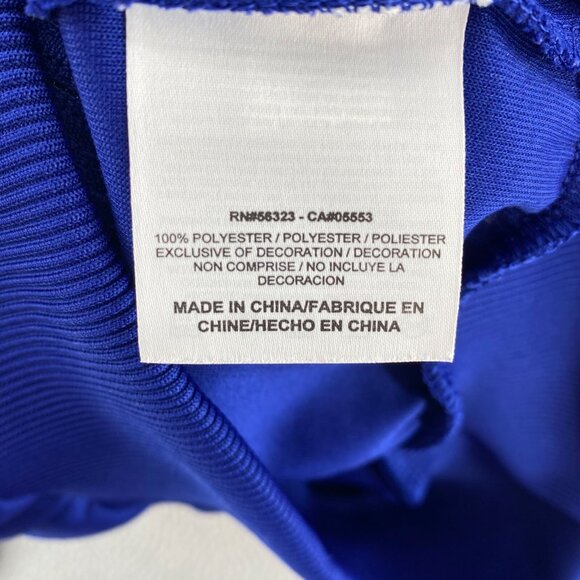 RN#56323 - CA#05553
100% POLYESTER / POLYESTER / POLIESTER
EXCLUSIVE OF DECORATION / DECORATION
NON COMPRISE / NO INCLUYE LA
DECORACION
MADE IN CHINA/FABRIQUE EN
CHINE/HECHO EN CHINA